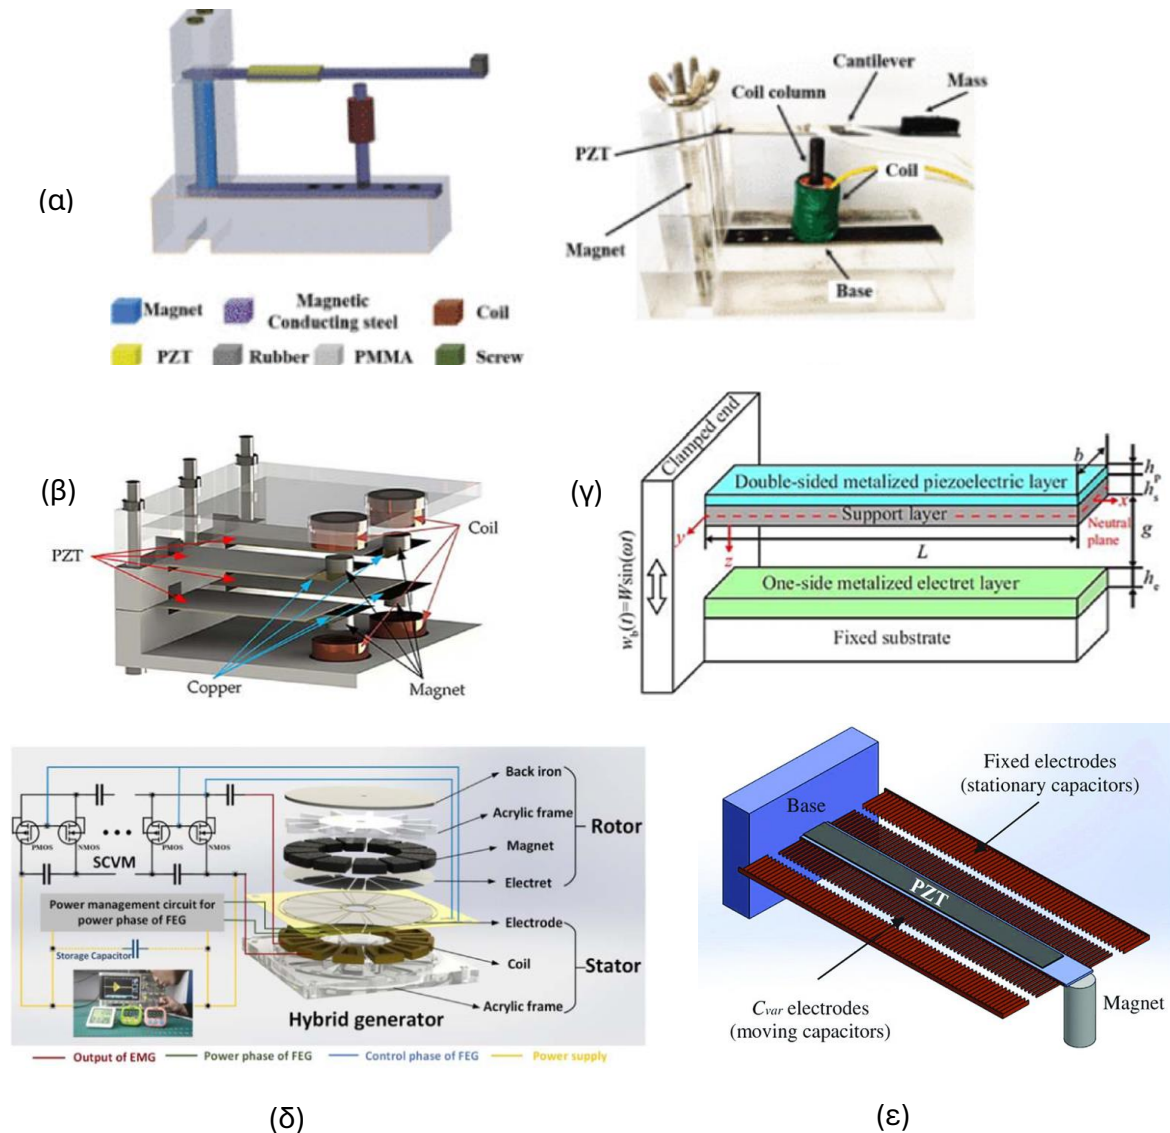 (α)
Cantilever
Mass
Coil column
PZT
Coil
Magnet
Base
Magnet
Magnetic
Conducting steel
Coil
PZT
Rubber
PMMA
Screw
(β)
PZT
Coil
Copper
Magnet
(γ)
Clamped end
Double-sided metalized piezoelectric layer
Support layer
Neutral
plane
b
h_p
h_s
x
y
z
g
L
w_b(t)=W sin(ωt)
One-side metalized electret layer
h_e
Fixed substrate
PMOS
NMOS
PMOS
NMOS
SCVM
Power management circuit for
power phase of FEG
Storage Capacitor
Back iron
Acrylic frame
Rotor
Magnet
Electret
Electrode
Coil
Stator
Acrylic frame
Hybrid generator
Output of EMG
Power phase of FEG
Control phase of FEG
Power supply
(δ)
Fixed electrodes
(stationary capacitors)
Base
PZT
C_var electrodes
(moving capacitors)
Magnet
(ε)